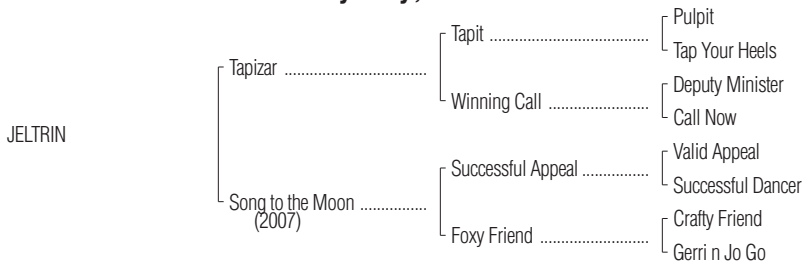 Pulpit
Tapit ....................................
Tap Your Heels
Tapizar ................................
Deputy Minister
Winning Call .......................
Call Now
JELTRIN
Valid Appeal
Successful Appeal ...............
Successful Dancer
Song to the Moon ...............
(2007)
Crafty Friend
Foxy Friend .........................
Gerri n Jo Go